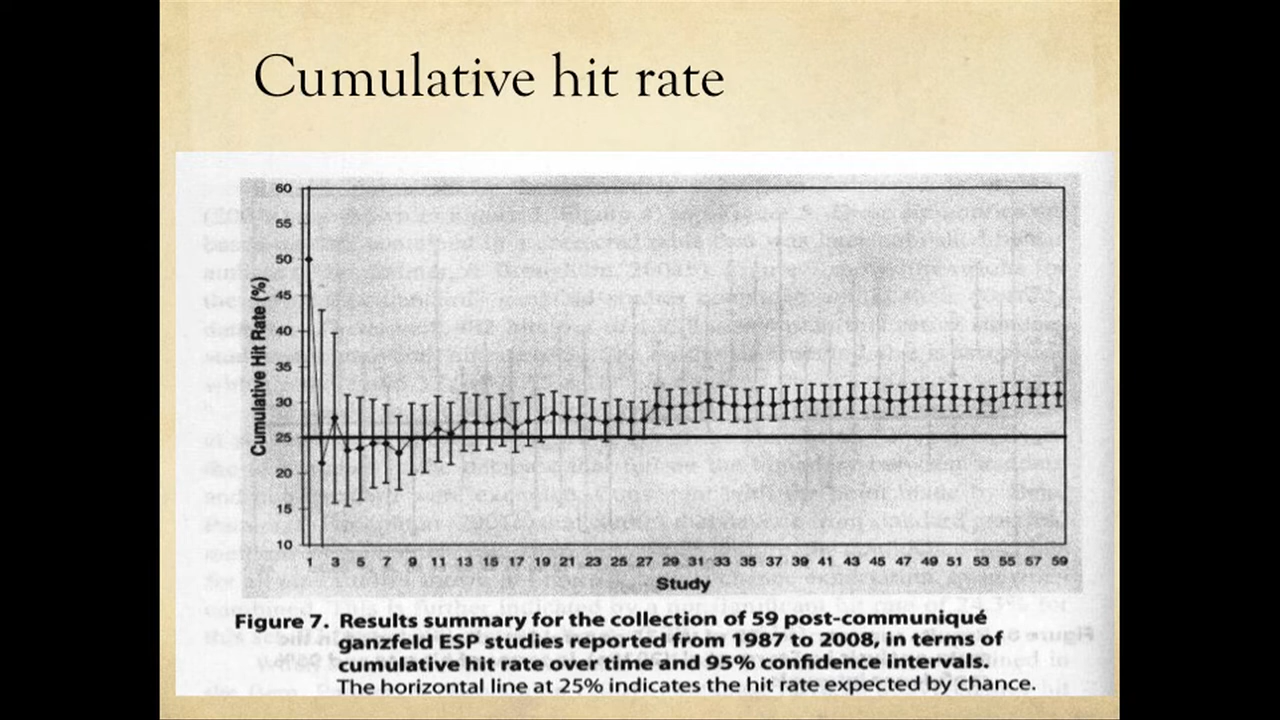 Cumulative hit rate
60
55
50
45
40
35
30
25
20
15
10
Cumulative Hit Rate (%)
1 3 5 7 9 11 13 15 17 19 21 23 25 27 29 31 33 35 37 39 41 43 45 47 49 51 53 55 57 59
Study
Figure 7. Results summary for the collection of 59 post-communiqué
ganzfeld ESP studies reported from 1987 to 2008, in terms of
cumulative hit rate over time and 95% confidence intervals.
The horizontal line at 25% indicates the hit rate expected by chance.